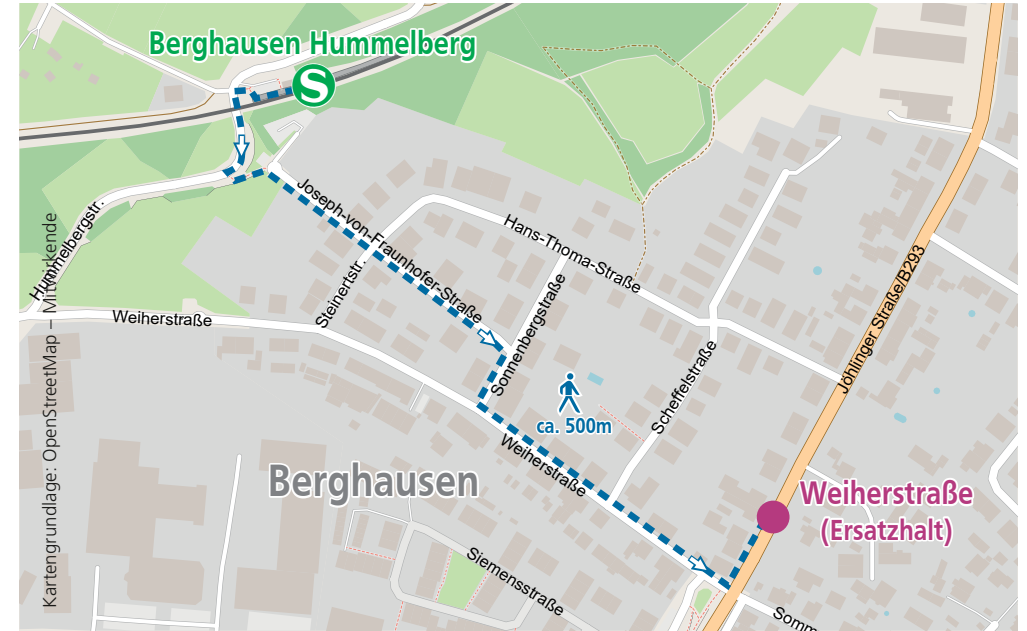 Berghausen Hummelberg
S
Joseph-von-Fraunhofer-Straße
Hans-Thoma-Straße
Hummelbergstr.
Steinertstr.
Weiherstraße
Sonnenbergstraße
Scheffelstraße
Jöhlinger Straße/B293
ca. 500m
Weiherstraße
Berghausen
Weiherstraße
(Ersatzhalt)
Siemensstraße
Somm
Kartengrundlage: OpenStreetMap – Mitwirkende